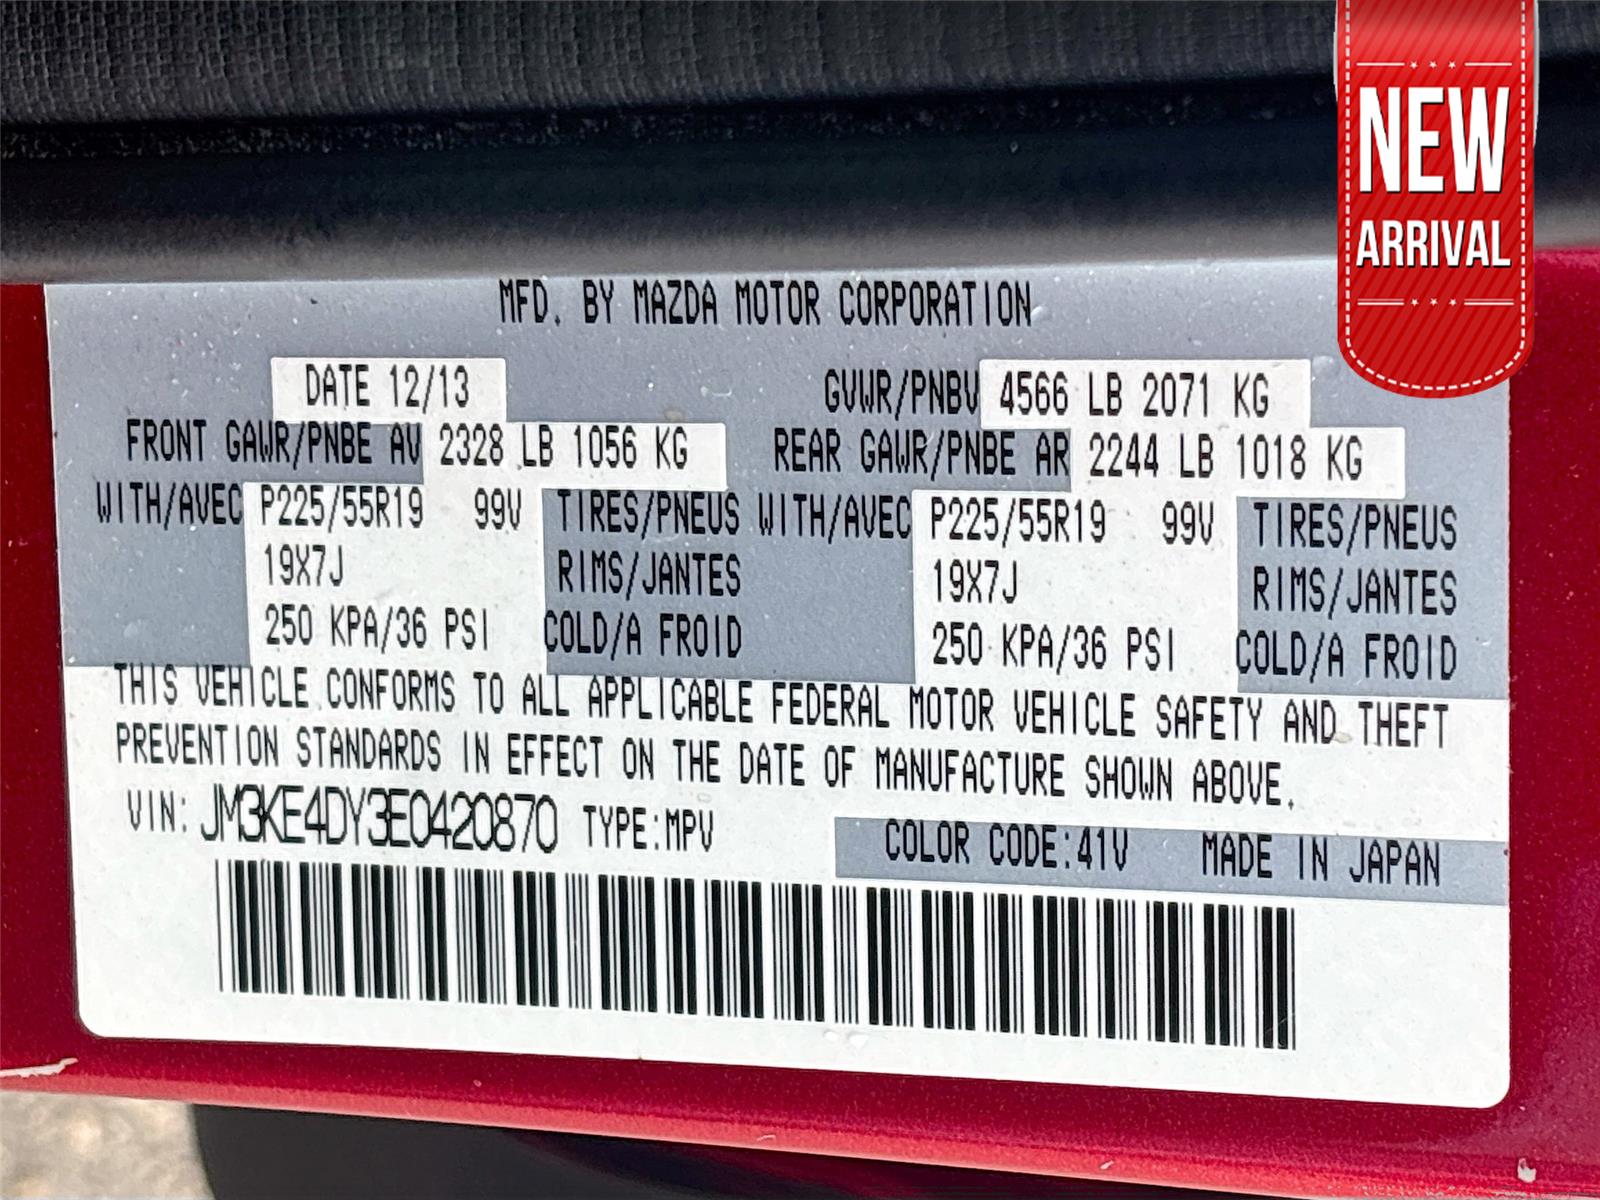 NEW
ARRIVAL
MFD. BY MAZDA MOTOR CORPORATION
DATE 12/13 GVWR/PNBV 4566 LB 2071 KG
FRONT GAWR/PNBE AV 2328 LB 1056 KG REAR GAWR/PNBE AR 2244 LB 1018 KG
WITH/AVEC P225/55R19 99V TIRES/PNEUS WITH/AVEC P225/55R19 99V TIRES/PNEUS
19X7J RIMS/JANTES 19X7J RIMS/JANTES
250 KPA/36 PSI COLD/A FROID 250 KPA/36 PSI COLD/A FROID
THIS VEHICLE CONFORMS TO ALL APPLICABLE FEDERAL MOTOR VEHICLE SAFETY AND THEFT
PREVENTION STANDARDS IN EFFECT ON THE DATE OF MANUFACTURE SHOWN ABOVE.
VIN: JM3KE4DY3E0420870 TYPE:MPV COLOR CODE:41V MADE IN JAPAN